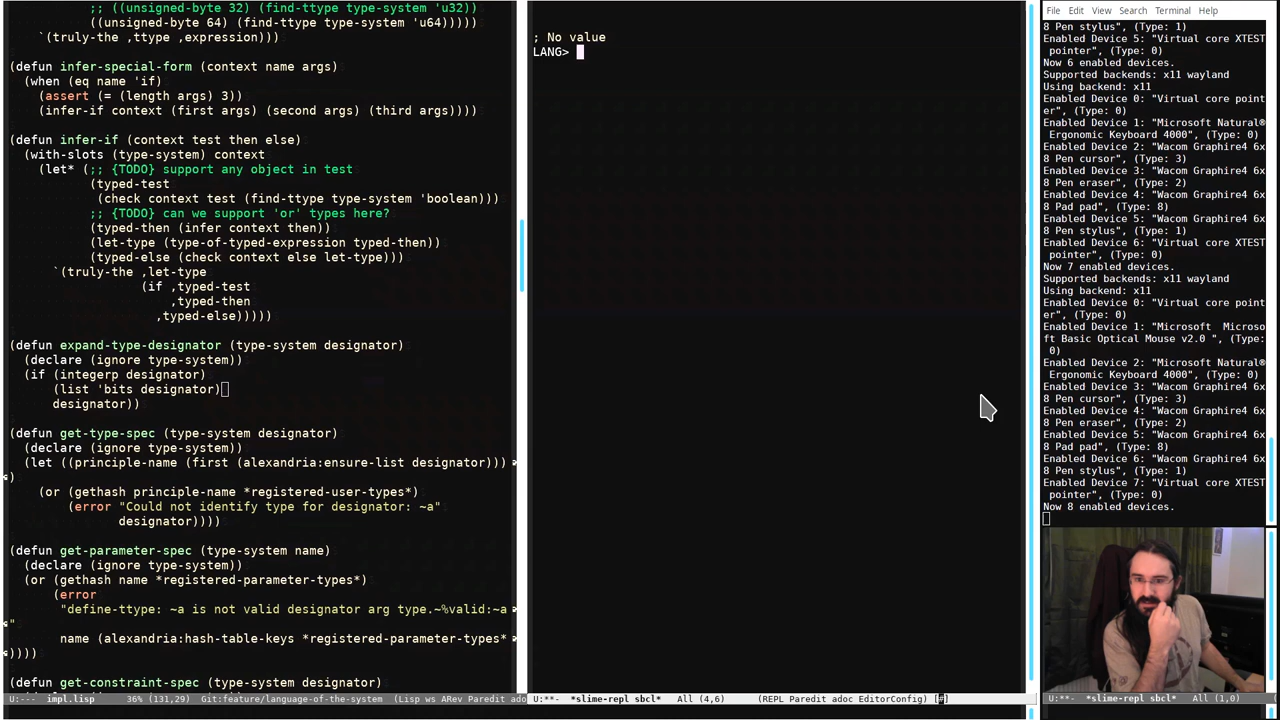 ;; ((unsigned-byte 32) (find-ttype type-system 'u32))
((unsigned-byte 64) (find-ttype type-system 'u64)))))
`(truly-the ,ttype ,expression)))
(defun infer-special-form (context name args)
(when (eq name 'if)
(assert (= (length args) 3))
(infer-if context (first args) (second args) (third args))))
(defun infer-if (context test then else)
(with-slots (type-system) context
(let* (;; {TODO} support any object in test
(typed-test
(check context test (find-ttype type-system 'boolean)))
;; {TODO} can we support 'or' types here?
(typed-then (infer context then))
(let-type (type-of-typed-expression typed-then))
(typed-else (check context else let-type)))
`(truly-the ,let-type
(if ,typed-test
,typed-then
,typed-else)))))
(defun expand-type-designator (type-system designator)
(declare (ignore type-system))
(if (integerp designator)
(list 'bits designator)
designator))
(defun get-type-spec (type-system designator)
(declare (ignore type-system))
(let ((principle-name (first (alexandria:ensure-list designator)))
)
(or (gethash principle-name *registered-user-types*)
(error "Could not identify type for designator: ~a"
designator))))
(defun get-parameter-spec (type-system name)
(declare (ignore type-system))
(or (gethash name *registered-parameter-types*)
(error
"define-ttype: ~a is not valid designator arg type.~%valid:~a
"
name (alexandria:hash-table-keys *registered-parameter-types*
))))
(defun get-constraint-spec (type-system designator)
U:--- impl.lisp 36% (131,29) Git:feature/language-of-the-system (Lisp ws ARev Paredit ado
; No value
LANG>
U:**- *slime-repl sbcl* All (4,6) (REPL Paredit adoc EditorConfig) [#]
File Edit View Search Terminal Help
8 Pen stylus", (Type: 1)
Enabled Device 5: "Virtual core XTEST
pointer", (Type: 0)
Now 6 enabled devices.
Supported backends: x11 wayland
Using backend: x11
Enabled Device 0: "Virtual core point
er", (Type: 0)
Enabled Device 1: "Microsoft Natural®
Ergonomic Keyboard 4000", (Type: 0)
Enabled Device 2: "Wacom Graphire4 6x
8 Pen cursor", (Type: 3)
Enabled Device 3: "Wacom Graphire4 6x
8 Pen eraser", (Type: 2)
Enabled Device 4: "Wacom Graphire4 6x
8 Pad pad", (Type: 8)
Enabled Device 5: "Wacom Graphire4 6x
8 Pen stylus", (Type: 1)
Enabled Device 6: "Virtual core XTEST
pointer", (Type: 0)
Now 7 enabled devices.
Supported backends: x11 wayland
Using backend: x11
Enabled Device 0: "Virtual core point
er", (Type: 0)
Enabled Device 1: "Microsoft  Microso
ft Basic Optical Mouse v2.0 ", (Type:
0)
Enabled Device 2: "Microsoft Natural®
Ergonomic Keyboard 4000", (Type: 0)
Enabled Device 3: "Wacom Graphire4 6x
8 Pen cursor", (Type: 3)
Enabled Device 4: "Wacom Graphire4 6x
8 Pen eraser", (Type: 2)
Enabled Device 5: "Wacom Graphire4 6x
8 Pad pad", (Type: 8)
Enabled Device 6: "Wacom Graphire4 6x
8 Pen stylus", (Type: 1)
Enabled Device 7: "Virtual core XTEST
pointer", (Type: 0)
Now 8 enabled devices.
U:**- *slime-repl sbcl* All (1,0)